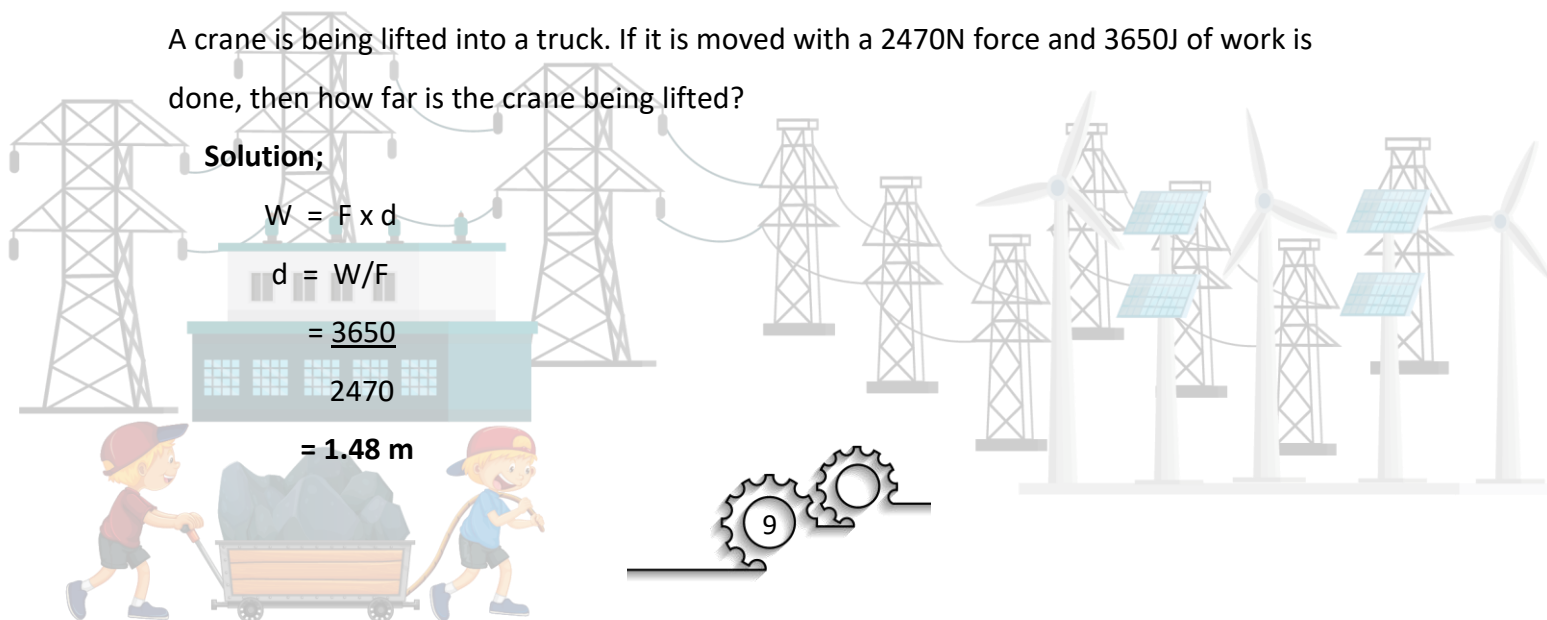 A crane is being lifted into a truck. If it is moved with a 2470N force and 3650J of work is
done, then how far is the crane being lifted?
Solution;
W = F x d
d = W/F
= 3650
2470
= 1.48 m
9